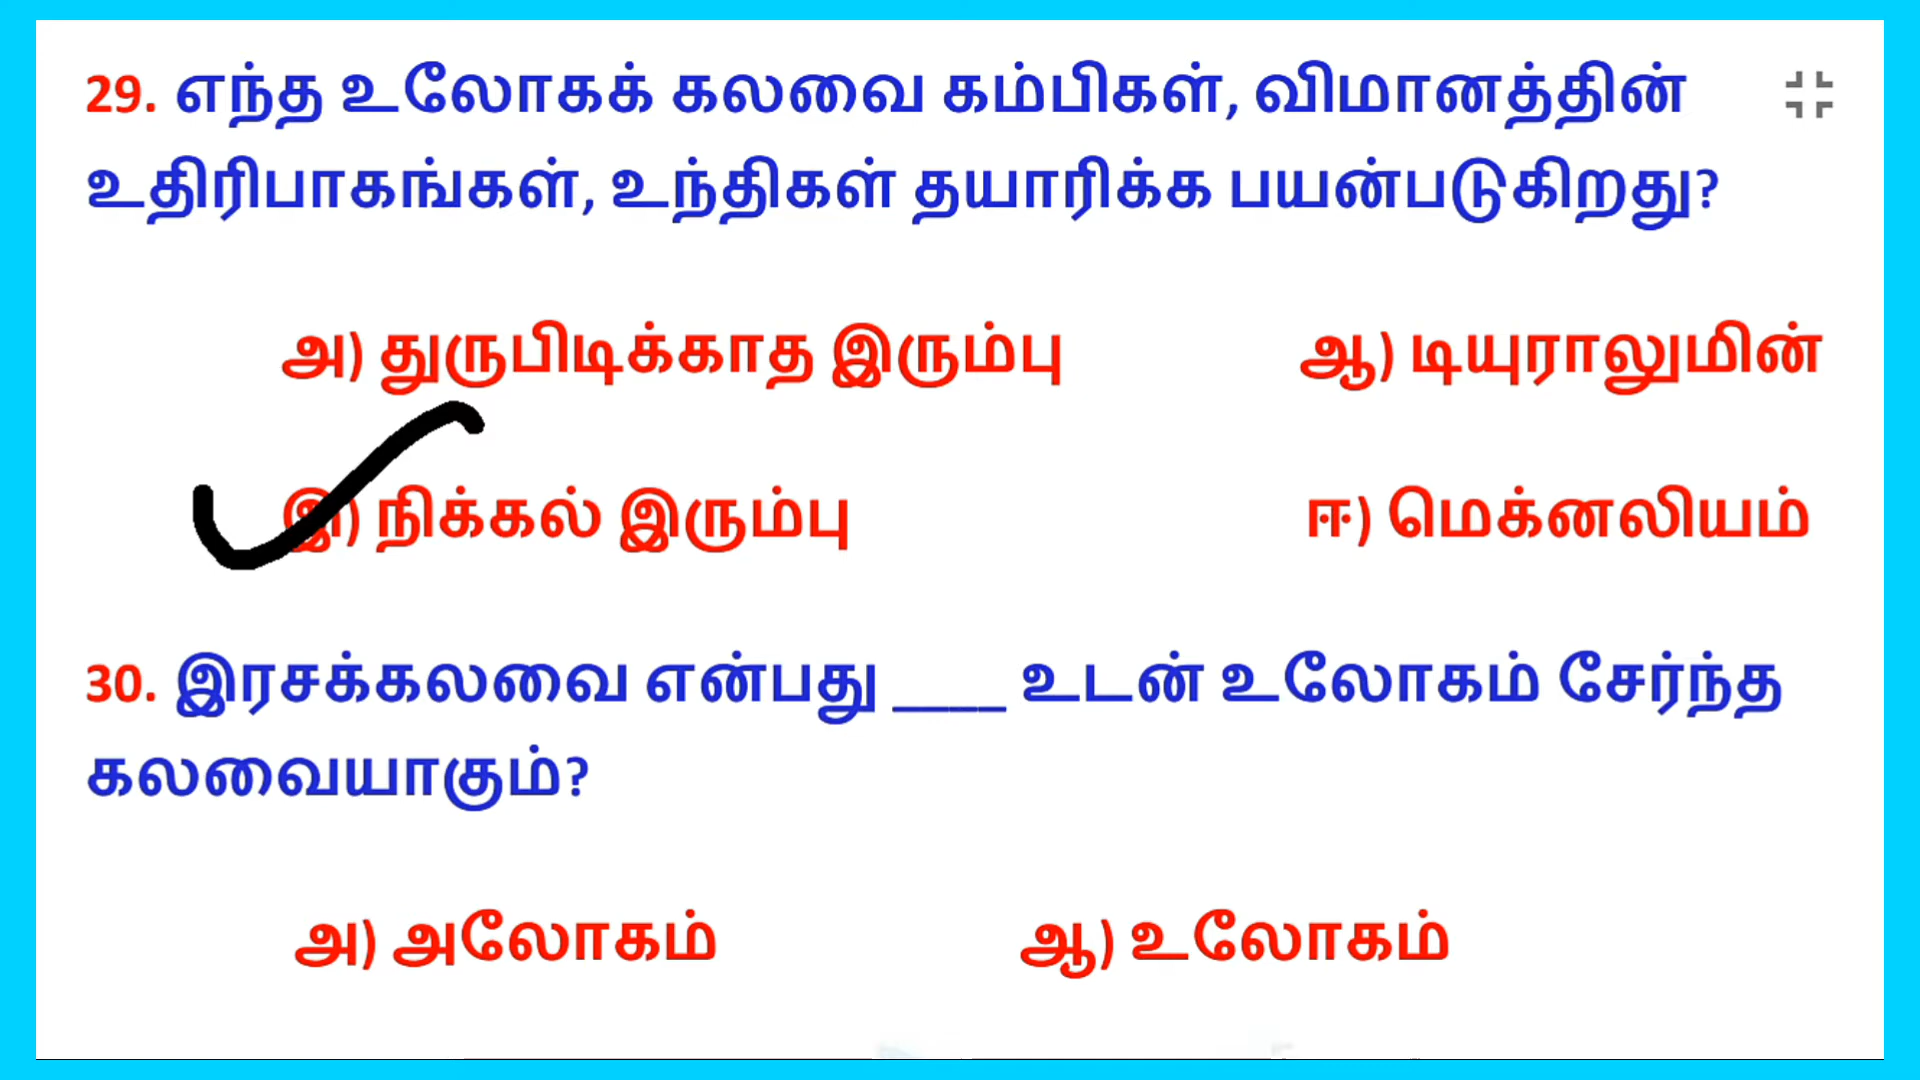 29. எந்த உலோகக் கலவை கம்பிகள், விமானத்தின்
உதிரிபாகங்கள், உந்திகள் தயாரிக்க பயன்படுகிறது?
அ) துருபிடிக்காத இரும்பு ஆ) டியுராலுமின்
இ) நிக்கல் இரும்பு ஈ) மெக்னலியம்
30. இரசக்கலவை என்பது ____ உடன் உலோகம் சேர்ந்த
கலவையாகும்?
அ) அலோகம் ஆ) உலோகம்